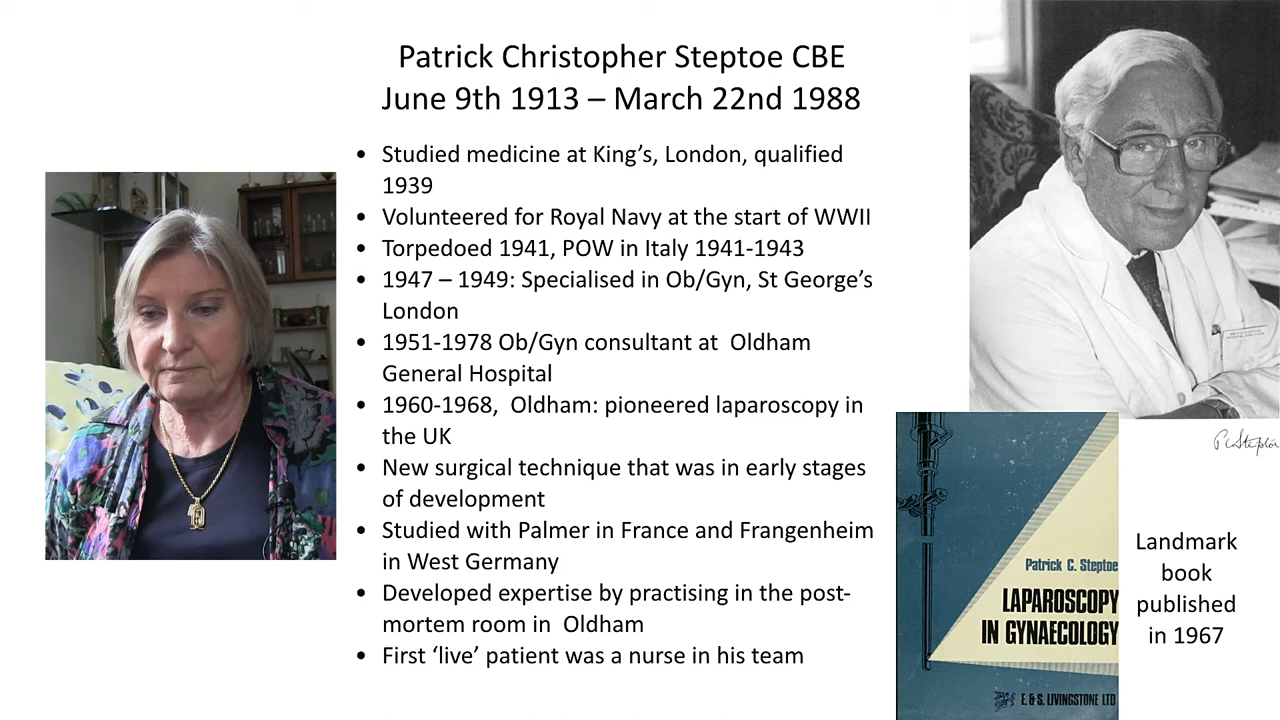 Patrick Christopher Steptoe CBE
June 9th 1913 – March 22nd 1988
• Studied medicine at King's, London, qualified
1939
• Volunteered for Royal Navy at the start of WWII
• Torpedoed 1941, POW in Italy 1941-1943
• 1947 – 1949: Specialised in Ob/Gyn, St George's
London
• 1951-1978 Ob/Gyn consultant at  Oldham
General Hospital
• 1960-1968,  Oldham: pioneered laparoscopy in
the UK
• New surgical technique that was in early stages
of development
• Studied with Palmer in France and Frangenheim
in West Germany
• Developed expertise by practising in the post-
mortem room in  Oldham
• First ‘live’ patient was a nurse in his team
Patrick C. Steptoe
LAPAROSCOPY
IN GYNAECOLOGY
E. & S. LIVINGSTONE LTD
Landmark
book
published
in 1967